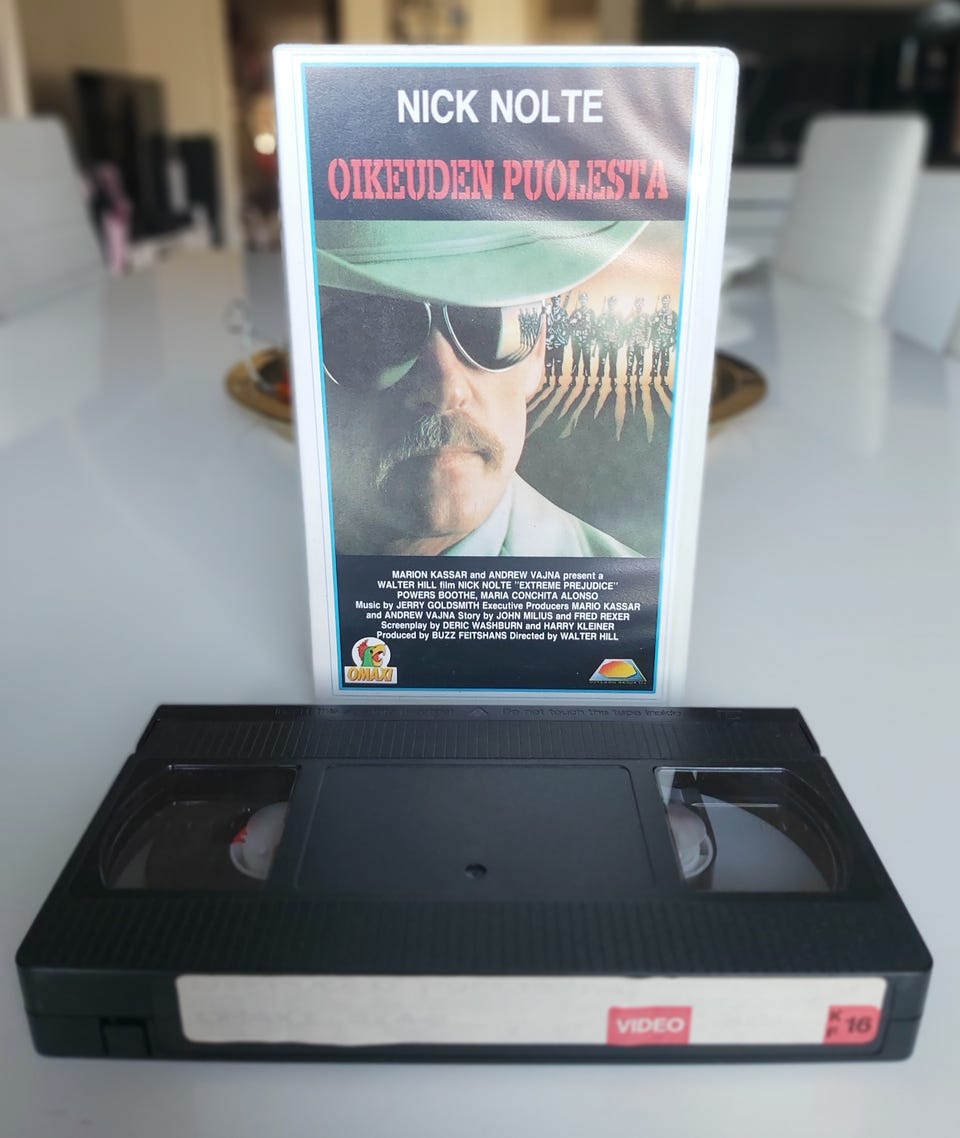 NICK NOLTE
OIKEUDEN PUOLESTA
MARION KASSAR and ANDREW VAJNA present a
WALTER HILL film NICK NOLTE "EXTREME PREJUDICE"
POWERS BOOTHE, MARIA CONCHITA ALONSO
Music by JERRY GOLDSMITH Executive Producers MARIO KASSAR
and ANDREW VAJNA Story by JOHN MILIUS and FRED REXER
Screenplay by DERIC WASHBURN and HARRY KLEINER
Produced by BUZZ FEITSHANS Directed by WALTER HILL
OMAXI
Do not touch the tape inside
VIDEO
K
F 16